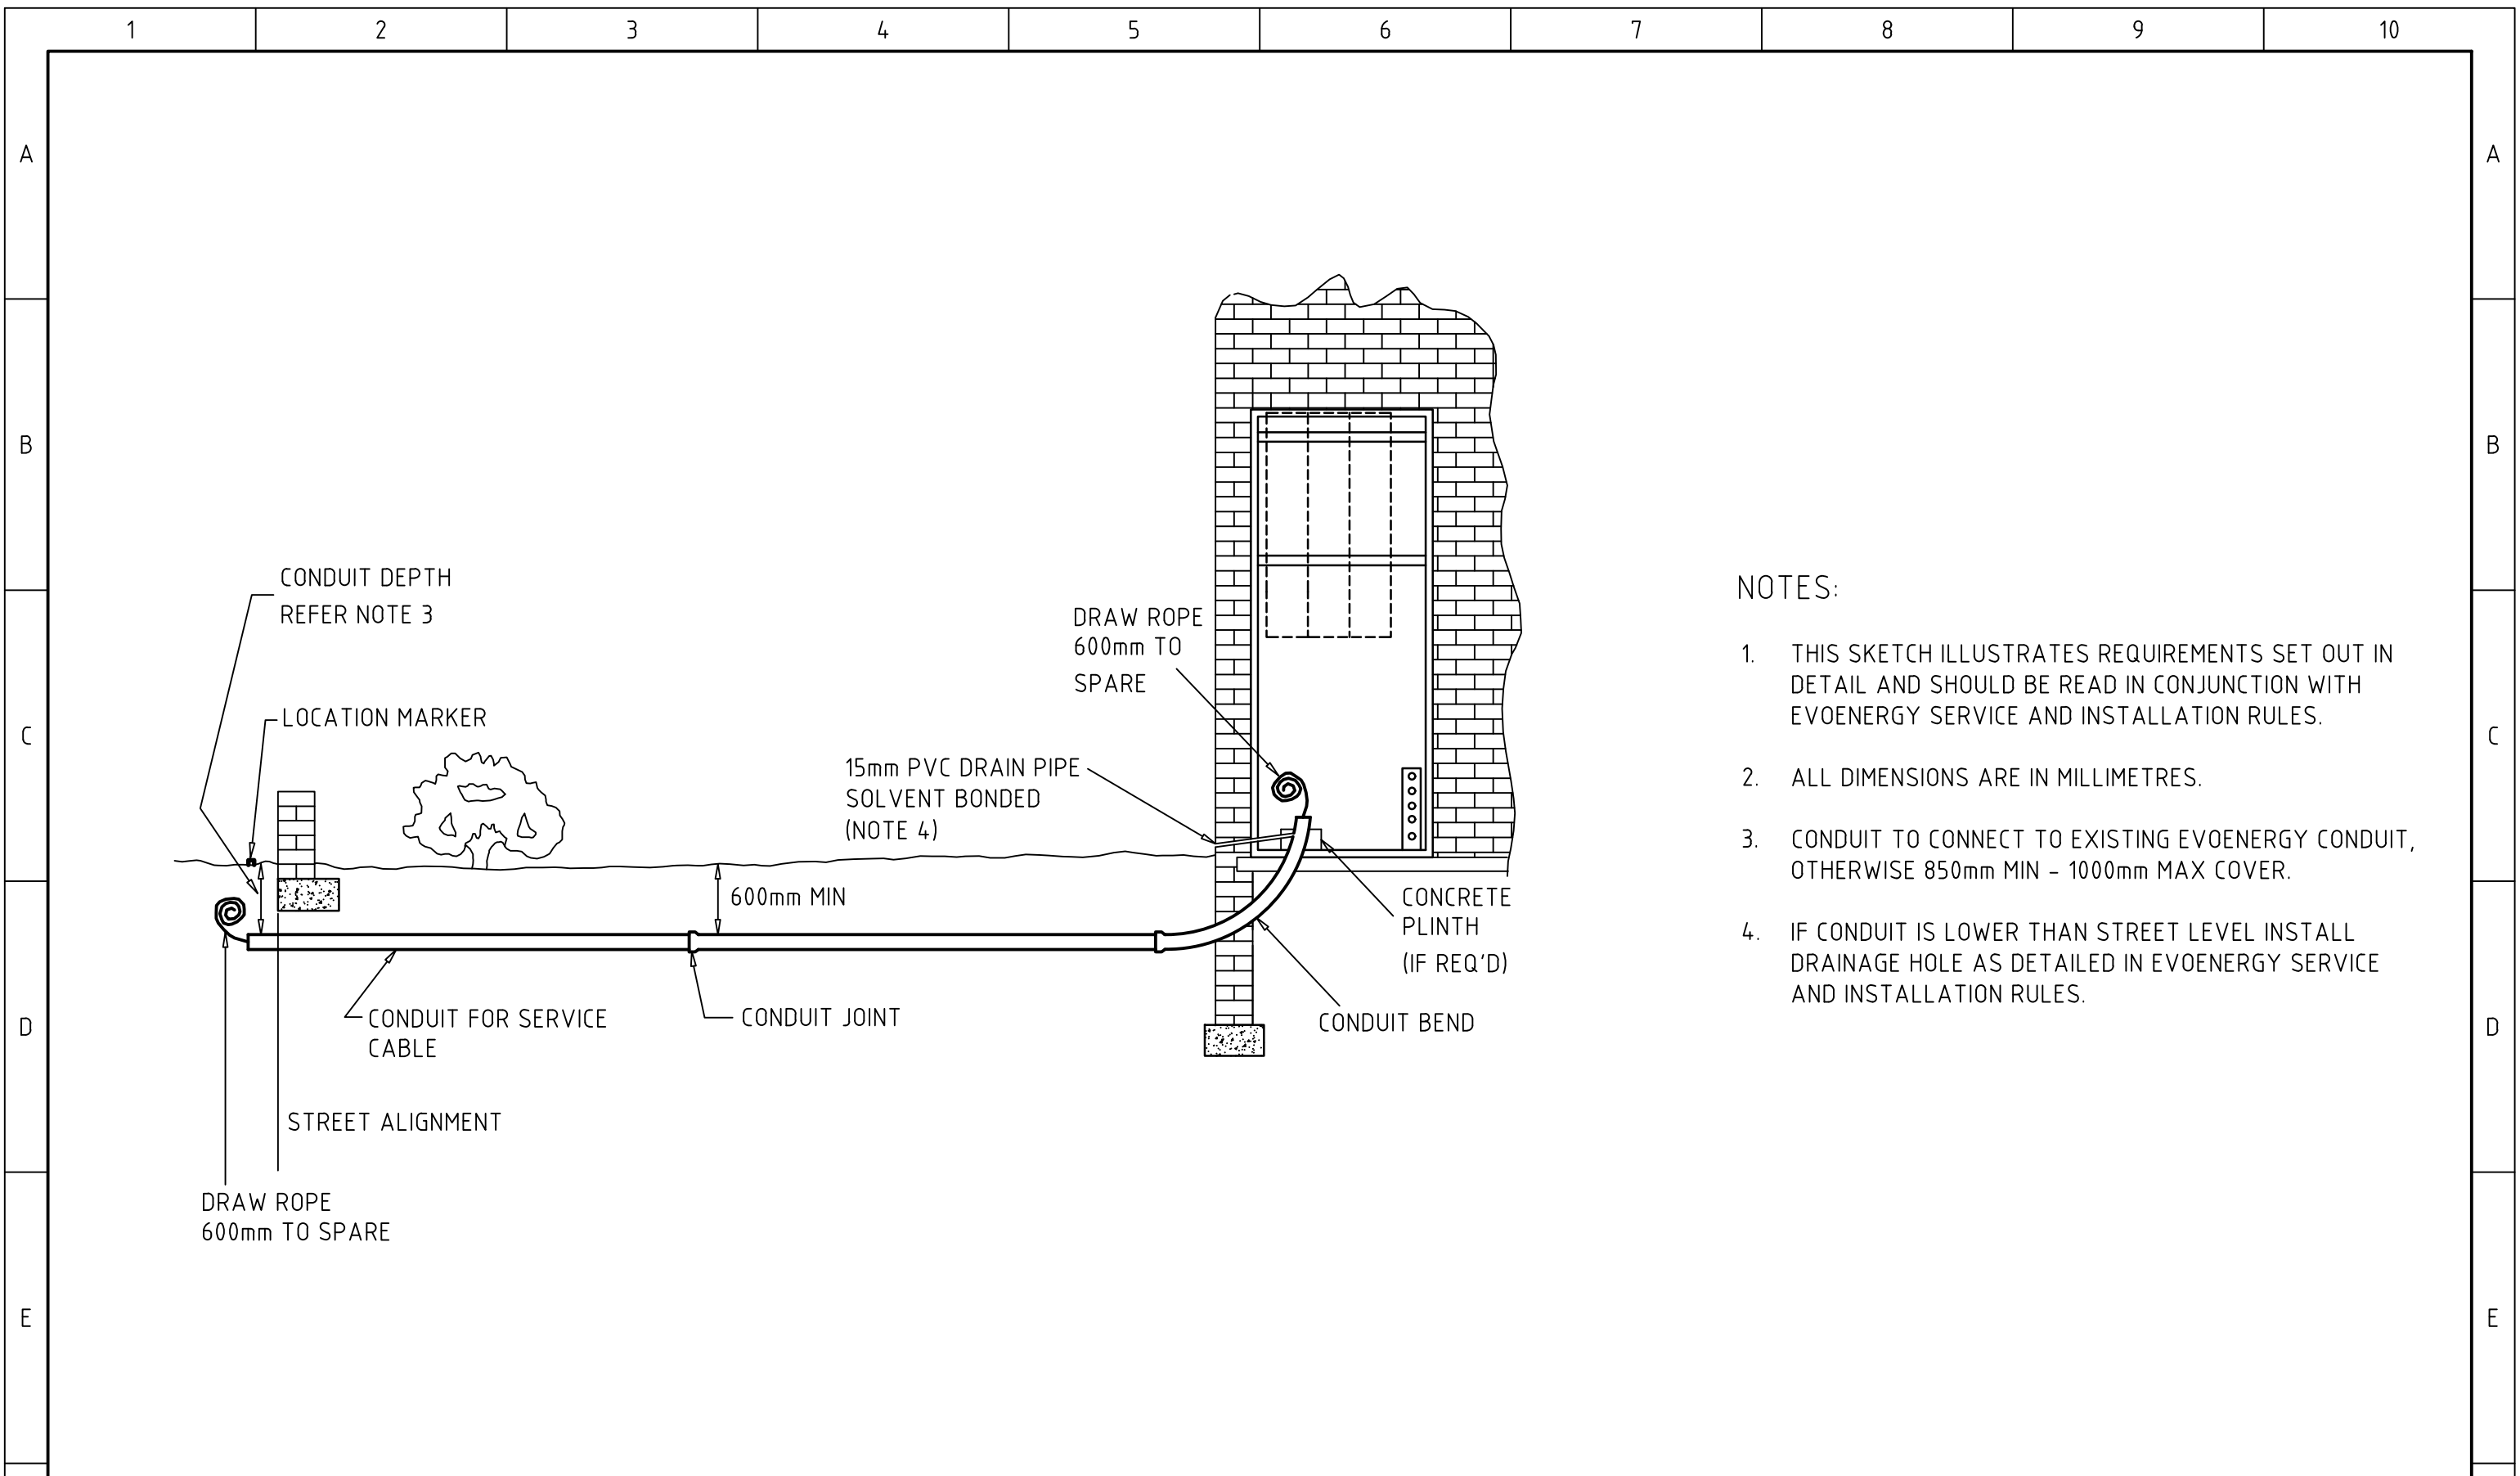 1 2 3 4 5 6 7 8 9 10
A A
B B
CONDUIT DEPTH
REFER NOTE 3
LOCATION MARKER
DRAW ROPE
600mm TO
SPARE
15mm PVC DRAIN PIPE
SOLVENT BONDED
(NOTE 4)
C C
600mm MIN
CONCRETE
PLINTH
(IF REQ'D)
CONDUIT FOR SERVICE
CABLE
CONDUIT JOINT
CONDUIT BEND
D D
STREET ALIGNMENT
DRAW ROPE
600mm TO SPARE
E E
NOTES:
1. THIS SKETCH ILLUSTRATES REQUIREMENTS SET OUT IN
DETAIL AND SHOULD BE READ IN CONJUNCTION WITH
EVOENERGY SERVICE AND INSTALLATION RULES.
2. ALL DIMENSIONS ARE IN MILLIMETRES.
3. CONDUIT TO CONNECT TO EXISTING EVOENERGY CONDUIT,
OTHERWISE 850mm MIN - 1000mm MAX COVER.
4. IF CONDUIT IS LOWER THAN STREET LEVEL INSTALL
DRAINAGE HOLE AS DETAILED IN EVOENERGY SERVICE
AND INSTALLATION RULES.